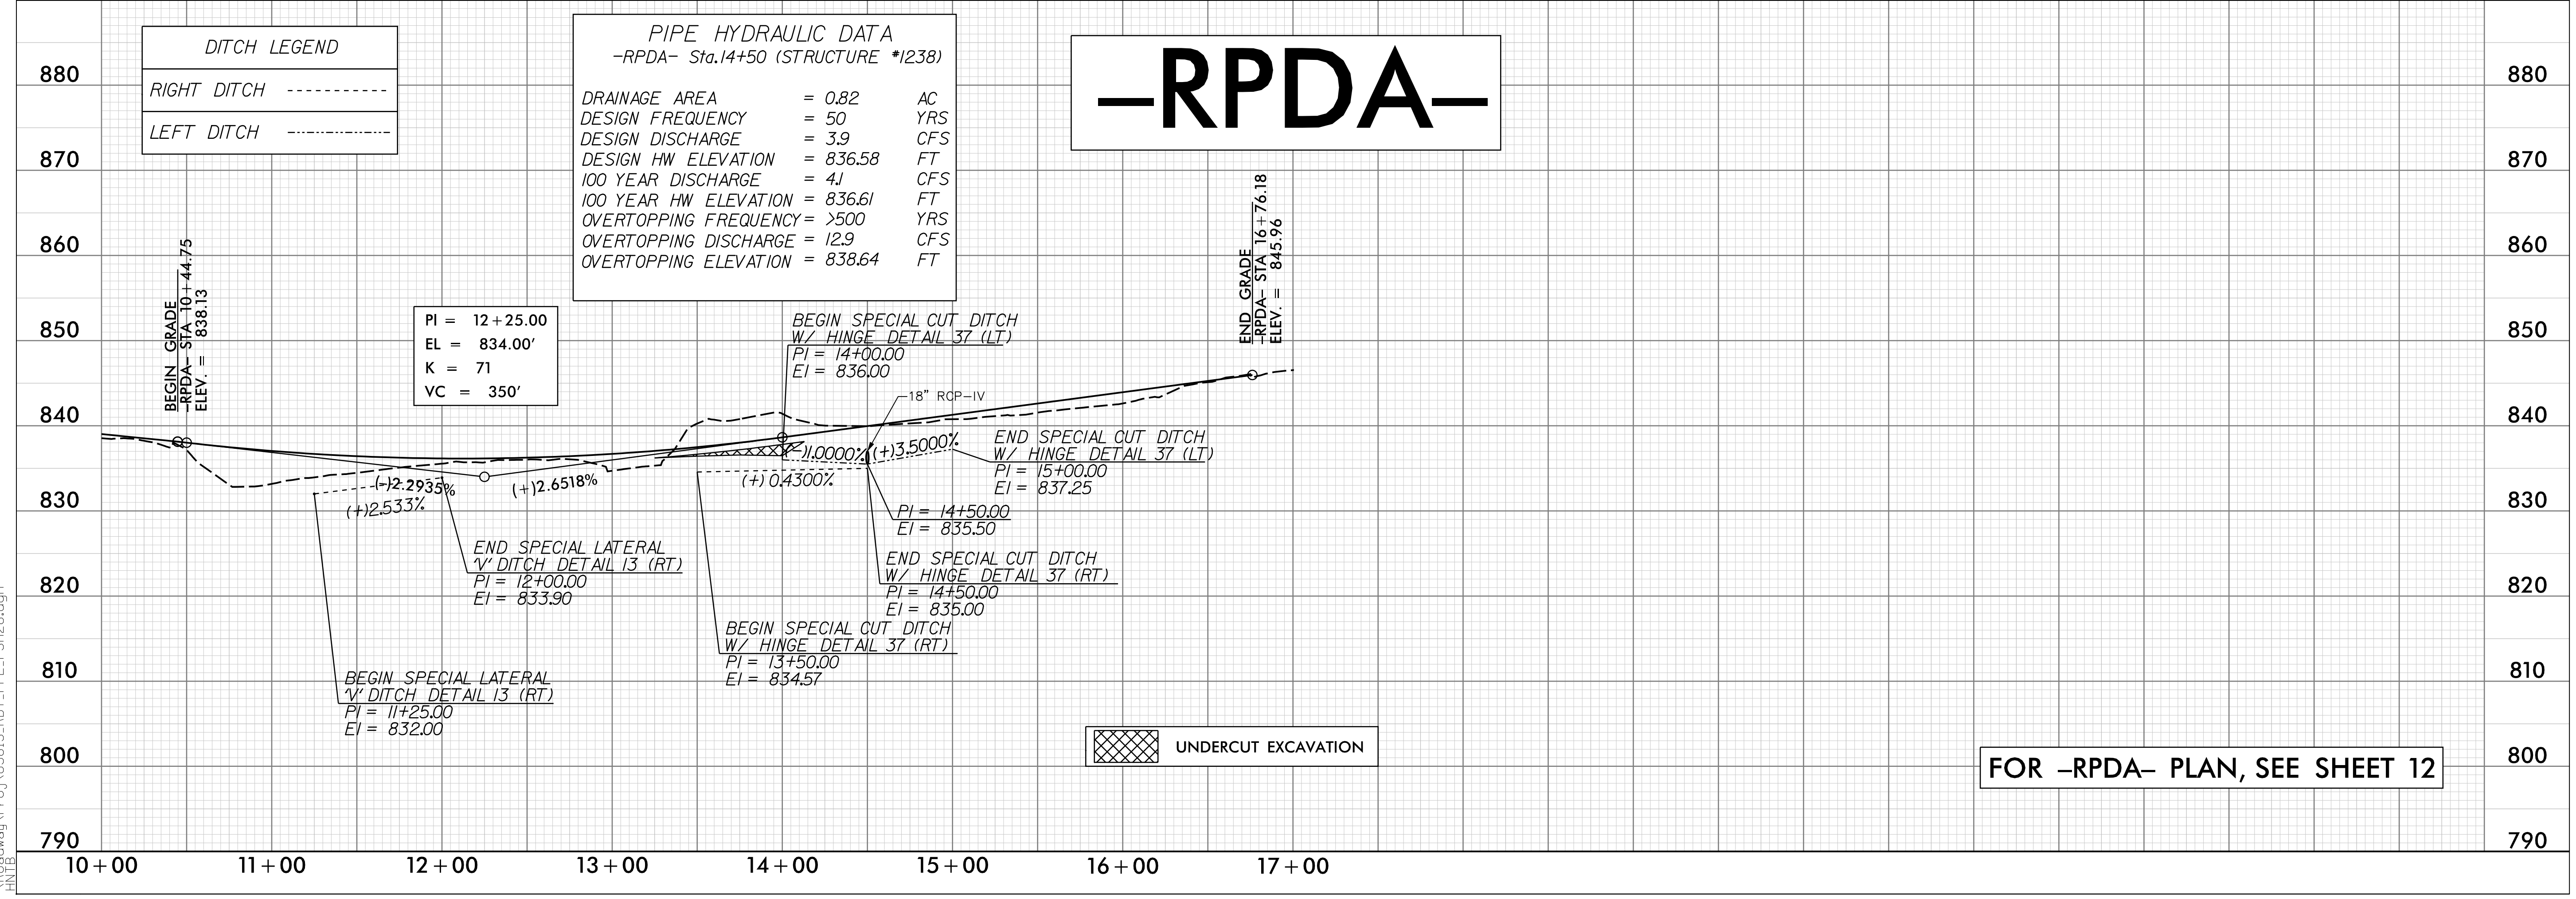 DITCH LEGEND
RIGHT DITCH
LEFT DITCH
PIPE HYDRAULIC DATA
-RPDA- Sta.14+50 (STRUCTURE #1238)
DRAINAGE AREA = 0.82 AC
DESIGN FREQUENCY = 50 YRS
DESIGN DISCHARGE = 3.9 CFS
DESIGN HW ELEVATION = 836.58 FT
100 YEAR DISCHARGE = 4.1 CFS
100 YEAR HW ELEVATION = 836.61 FT
OVERTOPPING FREQUENCY = >500 YRS
OVERTOPPING DISCHARGE = 12.9 CFS
OVERTOPPING ELEVATION = 838.64 FT
–RPDA–
880
870
860
850
840
830
820
810
800
790
880
870
860
850
840
830
820
810
800
790
BEGIN GRADE
-RPDA- STA 10+44.75
ELEV. = 838.13
PI = 12+25.00
EL = 834.00'
K = 71
VC = 350'
END GRADE
-RPDA- STA 16+76.18
ELEV. = 845.96
BEGIN SPECIAL CUT DITCH
W/ HINGE DETAIL 37 (LT)
PI = 14+00.00
El = 836.00
18" RCP-IV
(-)1.0000%
(+)3.5000%
END SPECIAL CUT DITCH
W/ HINGE DETAIL 37 (LT)
PI = 15+00.00
El = 837.25
(-)2.2935%
(+)2.6518%
(+)2.533%
(+) 0.4300%
PI = 14+50.00
El = 835.50
END SPECIAL LATERAL
'V' DITCH DETAIL 13 (RT)
PI = 12+00.00
El = 833.90
END SPECIAL CUT DITCH
W/ HINGE DETAIL 37 (RT)
PI = 14+50.00
El = 835.00
BEGIN SPECIAL CUT DITCH
W/ HINGE DETAIL 37 (RT)
PI = 13+50.00
El = 834.57
BEGIN SPECIAL LATERAL
'V' DITCH DETAIL 13 (RT)
PI = 11+25.00
El = 832.00
UNDERCUT EXCAVATION
FOR –RPDA– PLAN, SEE SHEET 12
10+00 11+00 12+00 13+00 14+00 15+00 16+00 17+00
HNTB